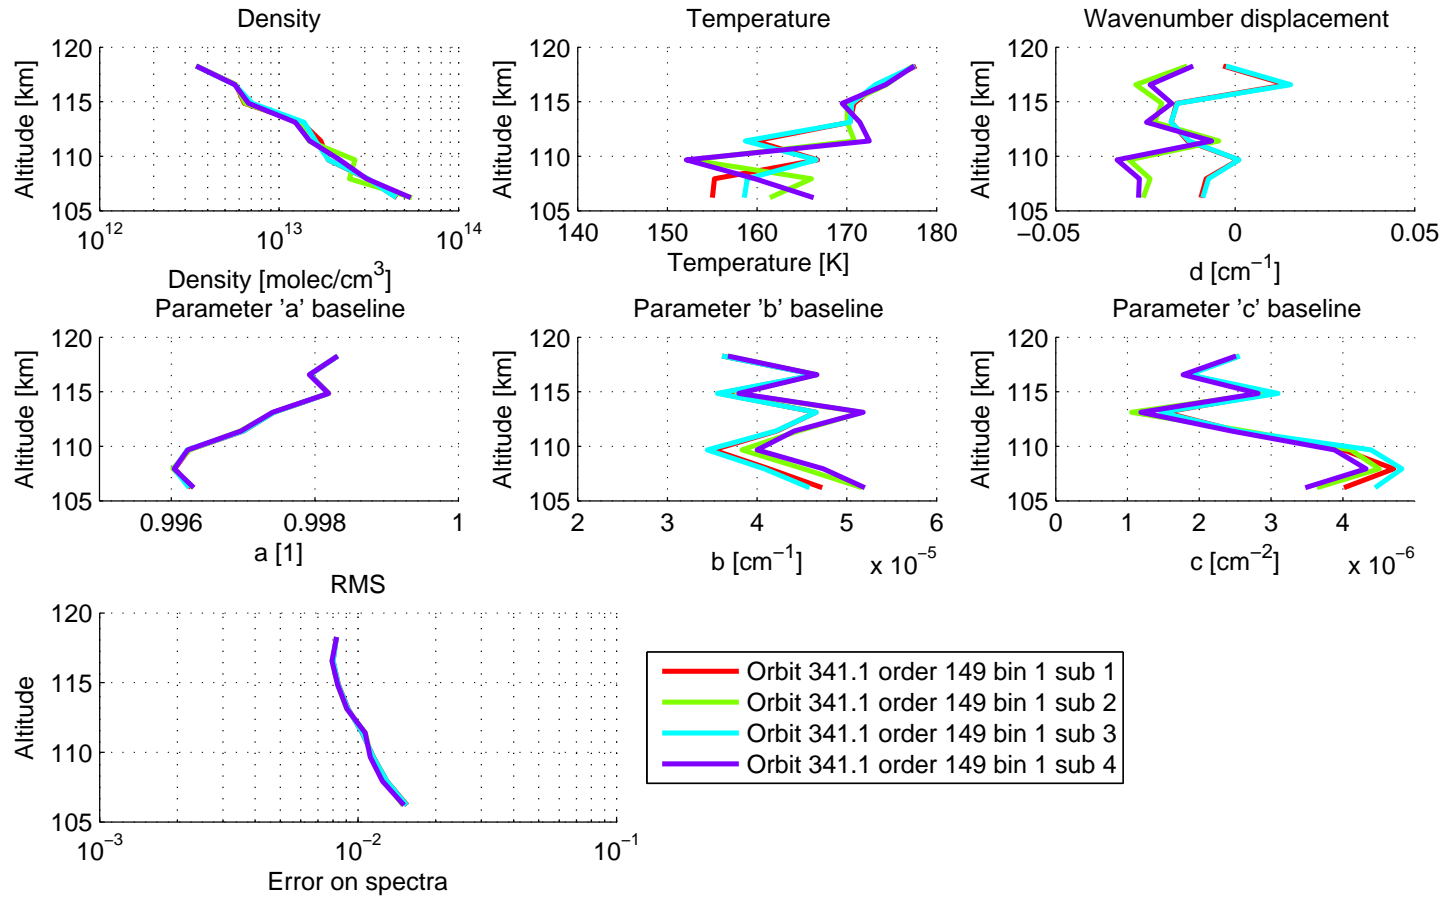 Density
120
115
110
105
Altitude [km]
10^12
10^13
10^14
Density [molec/cm^3]
Temperature
120
115
110
105
Altitude [km]
140
150
160
170
180
Temperature [K]
Wavenumber displacement
120
115
110
105
Altitude [km]
−0.05
0
0.05
d [cm^−1]
Parameter 'a' baseline
120
115
110
105
Altitude [km]
0.996
0.998
1
a [1]
Parameter 'b' baseline
120
115
110
105
Altitude [km]
2
3
4
5
6
b [cm^−1]
x 10^−5
Parameter 'c' baseline
120
115
110
105
Altitude [km]
0
1
2
3
4
c [cm^−2]
x 10^−6
RMS
120
115
110
105
Altitude
10^−3
10^−2
10^−1
Error on spectra
Orbit 341.1 order 149 bin 1 sub 1
Orbit 341.1 order 149 bin 1 sub 2
Orbit 341.1 order 149 bin 1 sub 3
Orbit 341.1 order 149 bin 1 sub 4